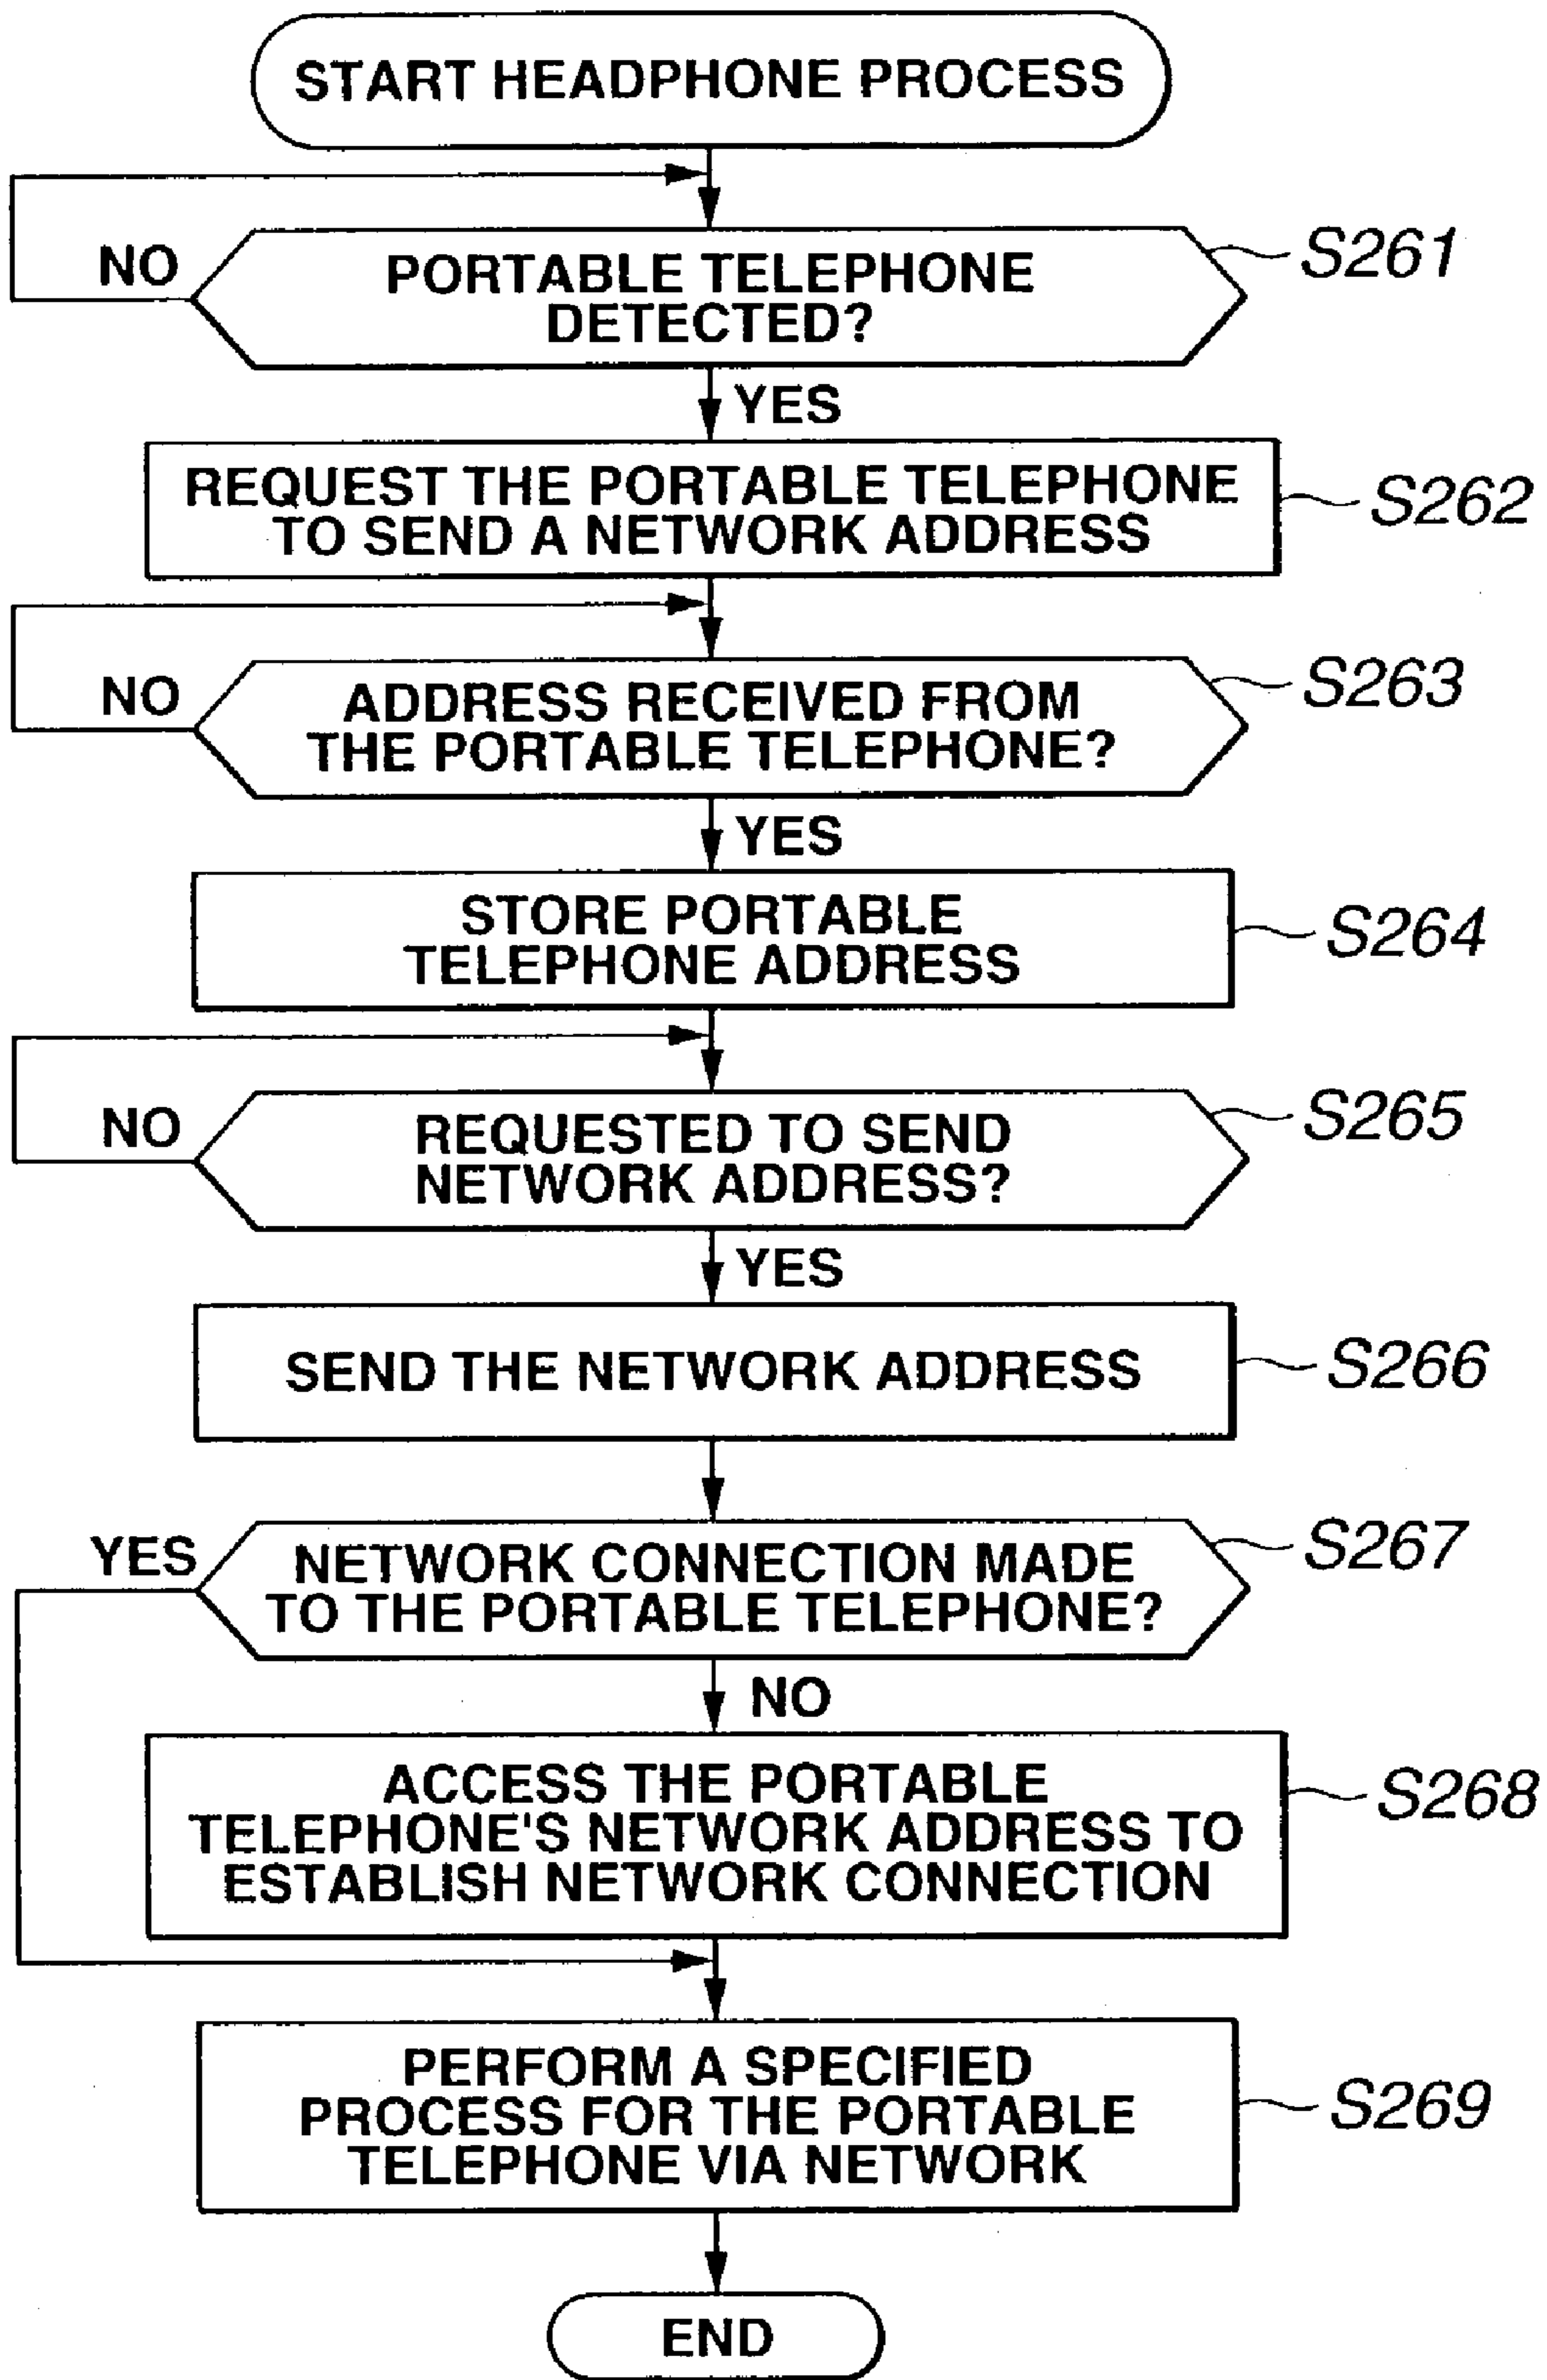 START HEADPHONE PROCESS
NO
PORTABLE TELEPHONE
DETECTED?
S261
YES
REQUEST THE PORTABLE TELEPHONE
TO SEND A NETWORK ADDRESS
S262
NO
ADDRESS RECEIVED FROM
THE PORTABLE TELEPHONE?
S263
YES
STORE PORTABLE
TELEPHONE ADDRESS
S264
NO
REQUESTED TO SEND
NETWORK ADDRESS?
S265
YES
SEND THE NETWORK ADDRESS
S266
YES
NETWORK CONNECTION MADE
TO THE PORTABLE TELEPHONE?
S267
NO
ACCESS THE PORTABLE
TELEPHONE'S NETWORK ADDRESS TO
ESTABLISH NETWORK CONNECTION
S268
PERFORM A SPECIFIED
PROCESS FOR THE PORTABLE
TELEPHONE VIA NETWORK
S269
END